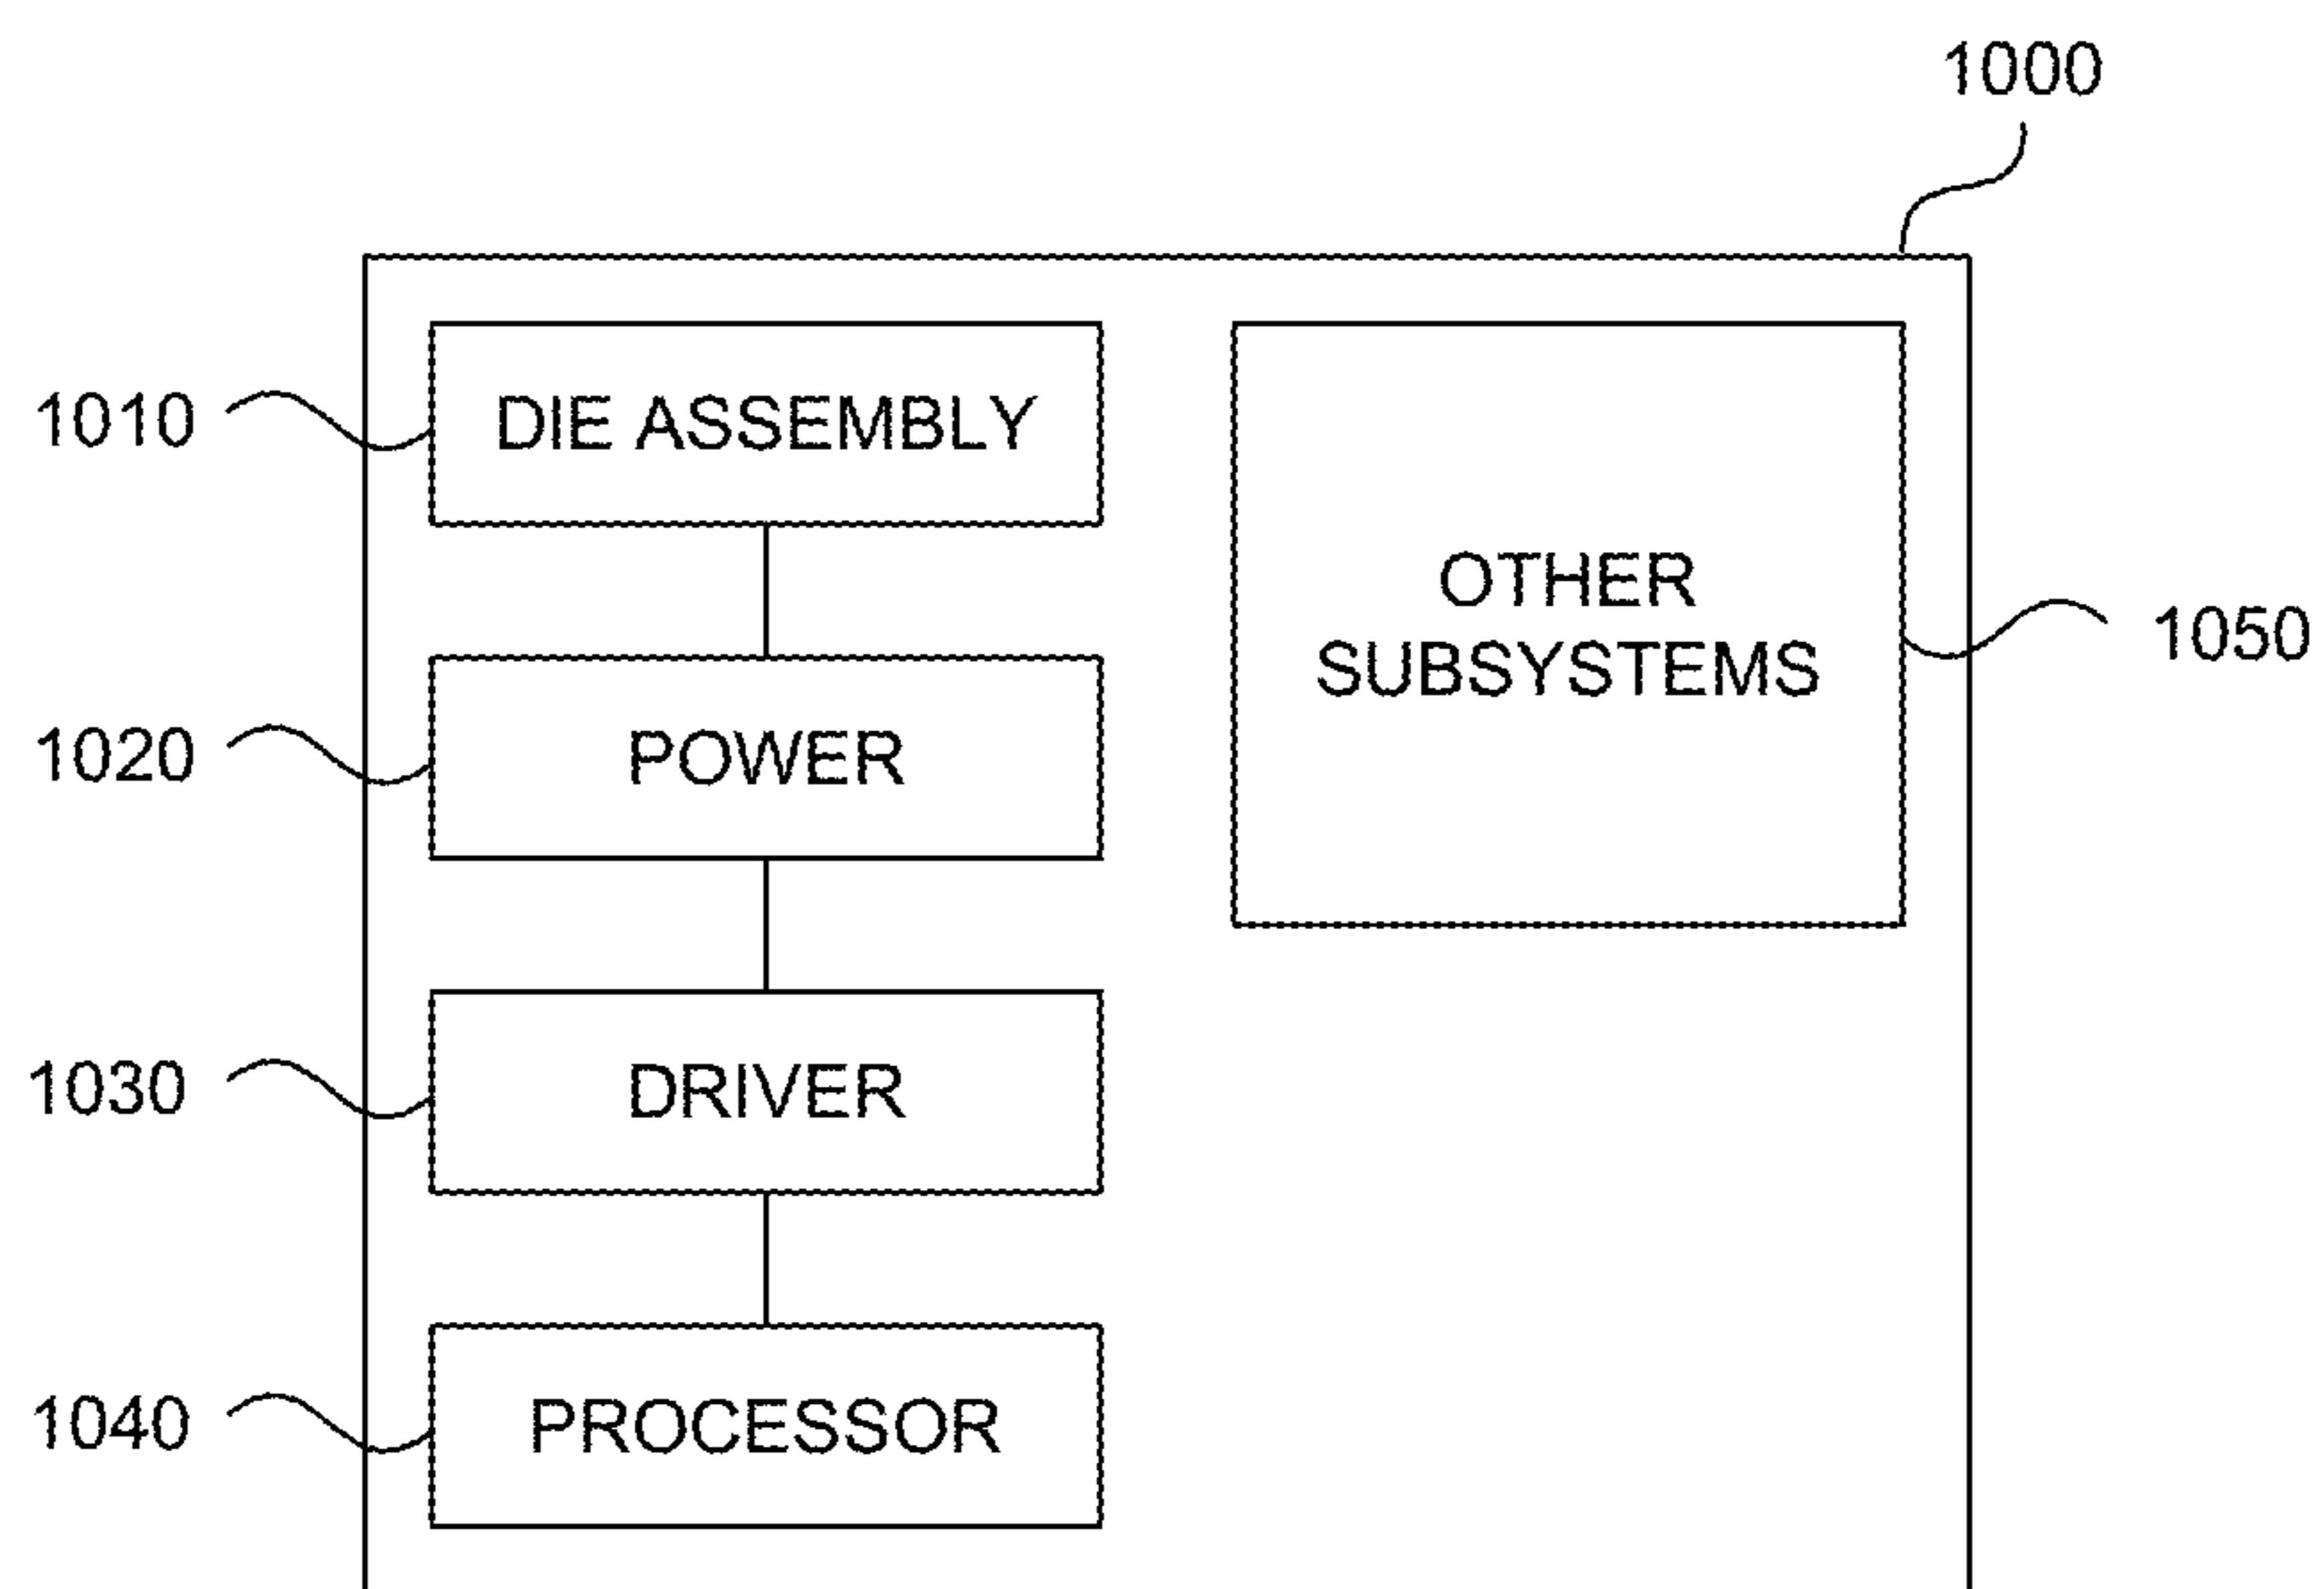 1000
1010
DIE ASSEMBLY
OTHER
SUBSYSTEMS
1050
1020
POWER
1030
DRIVER
1040
PROCESSOR